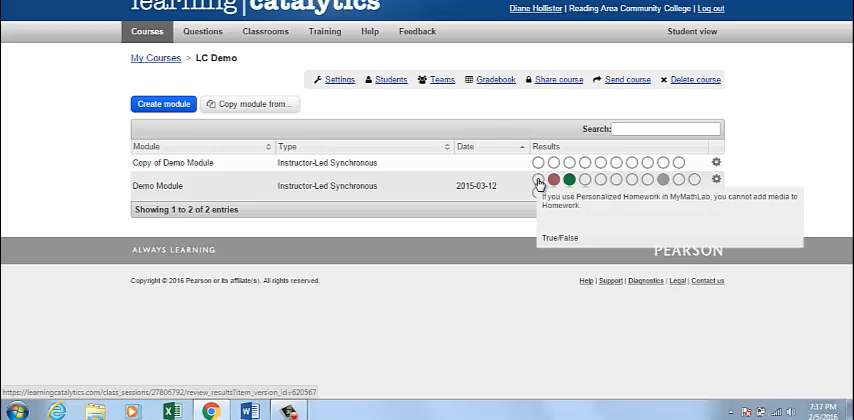 learning | catalytics
Diane Hollister | Reading Area Community College | Log out
Courses Questions Classrooms Training Help Feedback Student view
My Courses > LC Demo
Settings Students Teams Gradebook Share course Send course Delete course
Create module Copy module from...
Search:
Module Type Date Results
Copy of Demo Module Instructor-Led Synchronous
Demo Module Instructor-Led Synchronous 2015-03-12
Showing 1 to 2 of 2 entries
If you use Personalized Homework in MyMathLab, you cannot add media to
Homework.
True/False
ALWAYS LEARNING PEARSON
Copyright © 2016 Pearson or its affiliate(s). All rights reserved. Help | Support | Diagnostics | Legal | Contact us
https://learningcatalytics.com/class_sessions/27806792/review_results?item_version_id=620567
7:37 PM
2/5/2016